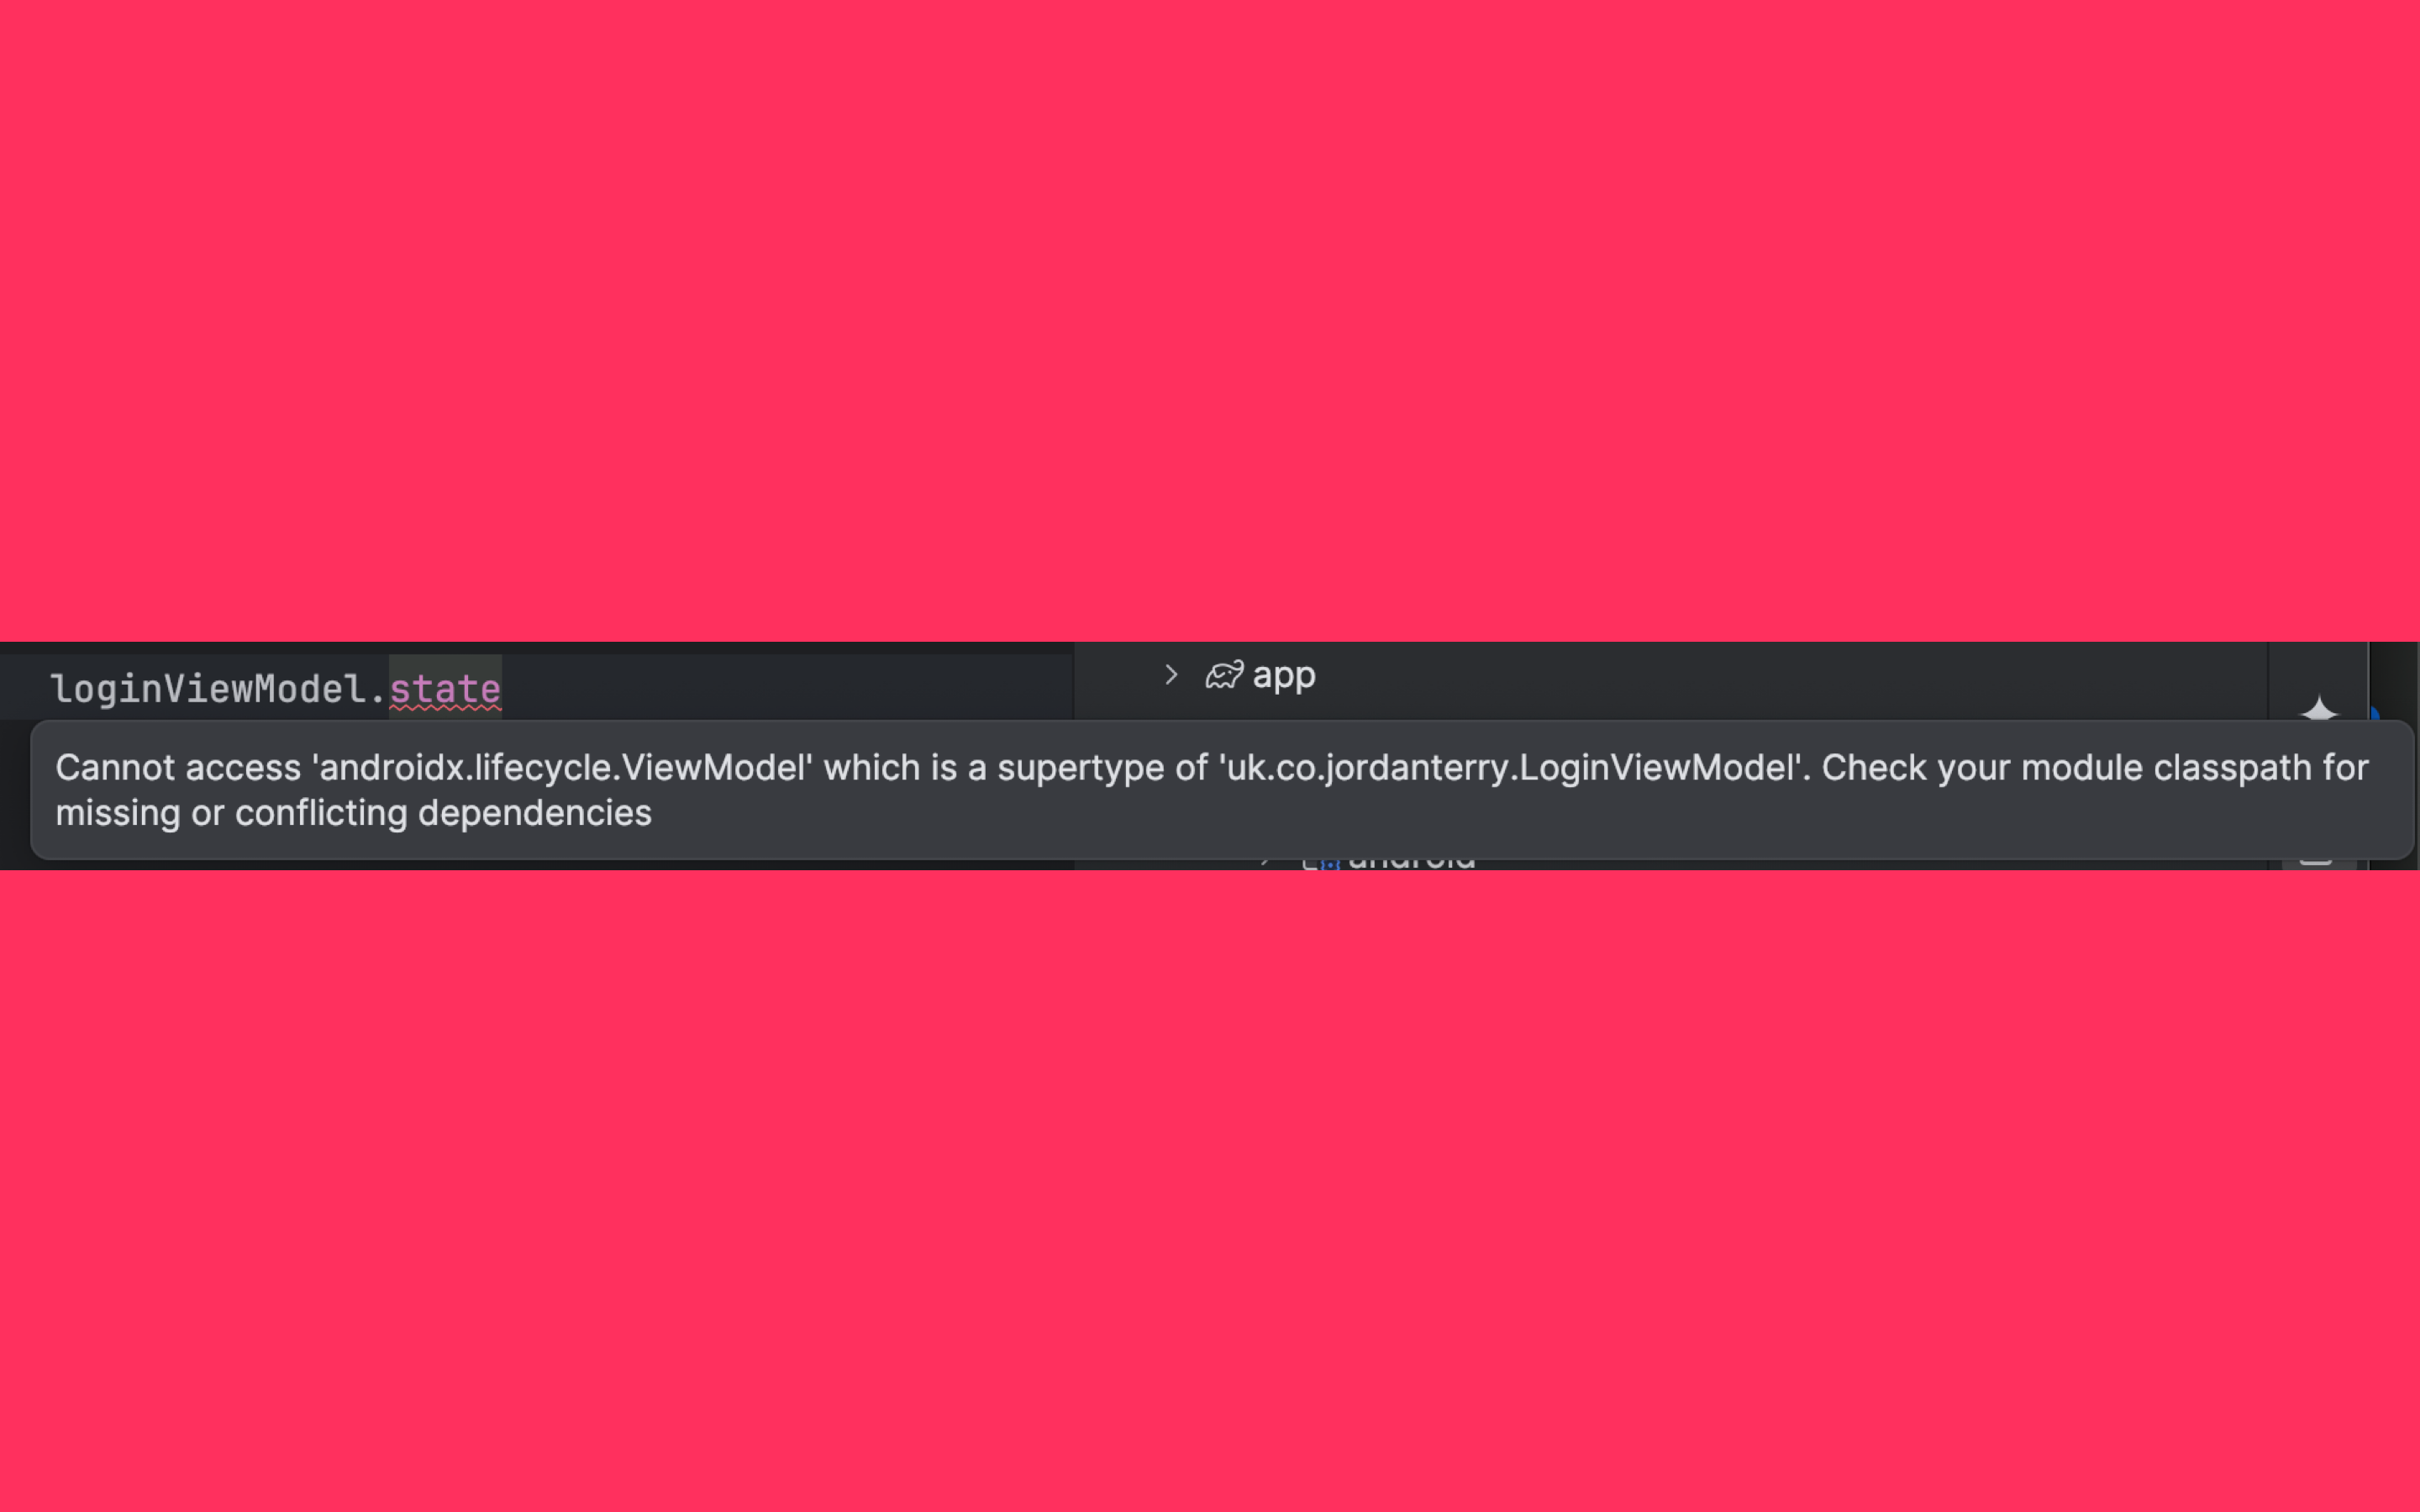 loginViewModel.state
app
Cannot access 'androidx.lifecycle.ViewModel' which is a supertype of 'uk.co.jordanterry.LoginViewModel'. Check your module classpath for
missing or conflicting dependencies
android